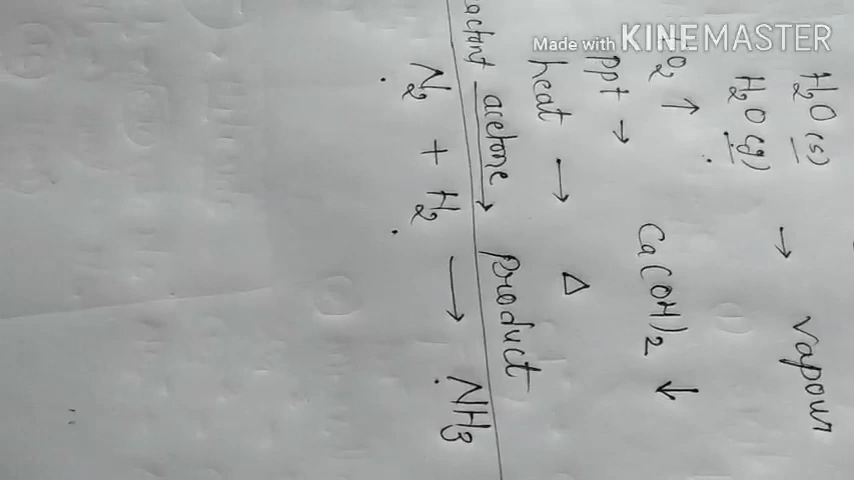 H₂O (s)
H₂O (g) → vapour
O₂ ↑
ppt → Ca(OH)₂ ↓
heat → Δ
actant acetone→ product
N₂ + H₂ → NH₃
Made with KINEMASTER